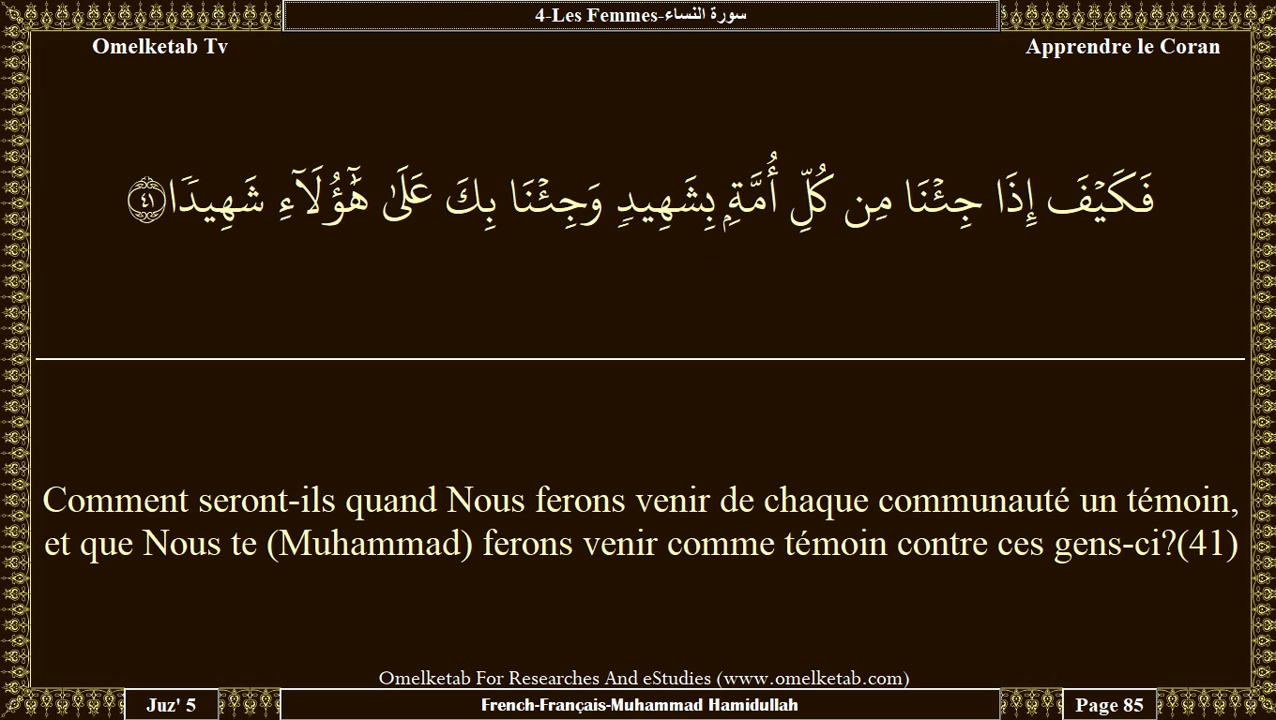 4-Les Femmes-سورة النساء
Omelketab Tv
Apprendre le Coran
فَكَيۡفَ إِذَا جِئۡنَا مِن كُلِّ أُمَّةِۭ بِشَهِيدٖ وَجِئۡنَا بِكَ عَلَىٰ هَٰٓؤُلَآءِ شَهِيدٗا ٤١
Comment seront-ils quand Nous ferons venir de chaque communauté un témoin,
et que Nous te (Muhammad) ferons venir comme témoin contre ces gens-ci?(41)
Omelketab For Researches And eStudies (www.omelketab.com)
Juz' 5
French-Français-Muhammad Hamidullah
Page 85